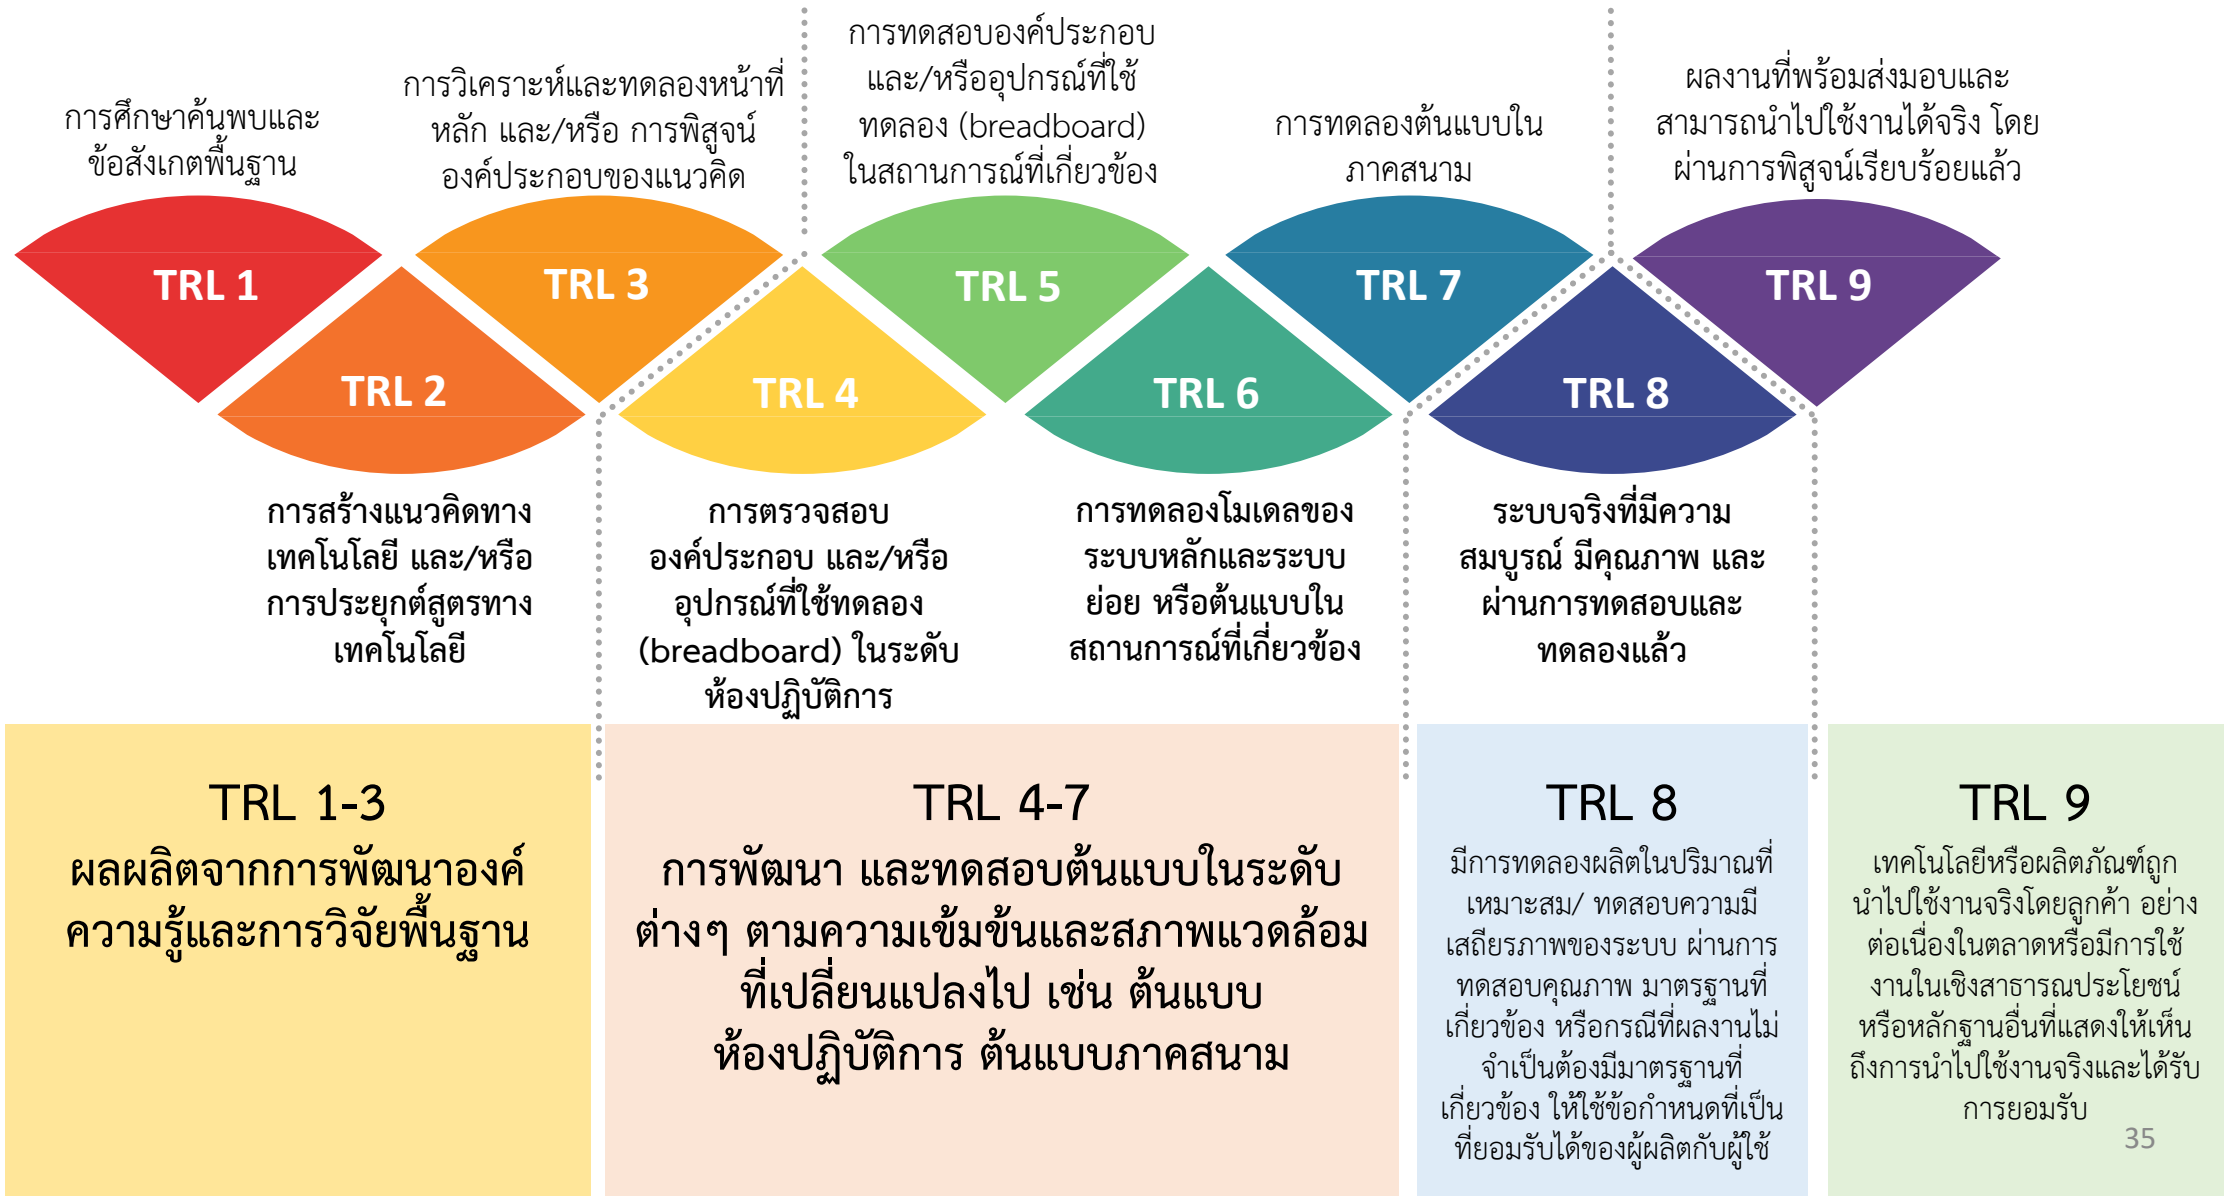 การศึกษาค้นพบและ
ข้อสังเกตพื้นฐาน
การวิเคราะห์และทดลองหน้าที่
หลัก และ/หรือ การพิสูจน์
องค์ประกอบของแนวคิด
การทดสอบองค์ประกอบ
และ/หรืออุปกรณ์ที่ใช้
ทดลอง (breadboard)
ในสถานการณ์ที่เกี่ยวข้อง
การทดลองต้นแบบใน
ภาคสนาม
ผลงานที่พร้อมส่งมอบและ
สามารถนำไปใช้งานได้จริง โดย
ผ่านการพิสูจน์เรียบร้อยแล้ว
TRL 1
TRL 2
TRL 3
TRL 4
TRL 5
TRL 6
TRL 7
TRL 8
TRL 9
การสร้างแนวคิดทาง
เทคโนโลยี และ/หรือ
การประยุกต์สูตรทาง
เทคโนโลยี
การตรวจสอบ
องค์ประกอบ และ/หรือ
อุปกรณ์ที่ใช้ทดลอง
(breadboard) ในระดับ
ห้องปฏิบัติการ
การทดลองโมเดลของ
ระบบหลักและระบบ
ย่อย หรือต้นแบบใน
สถานการณ์ที่เกี่ยวข้อง
ระบบจริงที่มีความ
สมบูรณ์ มีคุณภาพ และ
ผ่านการทดสอบและ
ทดลองแล้ว
TRL 1-3
ผลผลิตจากการพัฒนาองค์
ความรู้และการวิจัยพื้นฐาน
TRL 4-7
การพัฒนา และทดสอบต้นแบบในระดับ
ต่างๆ ตามความเข้มข้นและสภาพแวดล้อม
ที่เปลี่ยนแปลงไป เช่น ต้นแบบ
ห้องปฏิบัติการ ต้นแบบภาคสนาม
TRL 8
มีการทดลองผลิตในปริมาณที่
เหมาะสม/ ทดสอบความมี
เสถียรภาพของระบบ ผ่านการ
ทดสอบคุณภาพ มาตรฐานที่
เกี่ยวข้อง หรือกรณีที่ผลงานไม่
จำเป็นต้องมีมาตรฐานที่
เกี่ยวข้อง ให้ใช้ข้อกำหนดที่เป็น
ที่ยอมรับได้ของผู้ผลิตกับผู้ใช้
TRL 9
เทคโนโลยีหรือผลิตภัณฑ์ถูก
นำไปใช้งานจริงโดยลูกค้า อย่าง
ต่อเนื่องในตลาดหรือมีการใช้
งานในเชิงสาธารณประโยชน์
หรือหลักฐานอื่นที่แสดงให้เห็น
ถึงการนำไปใช้งานจริงและได้รับ
การยอมรับ
35